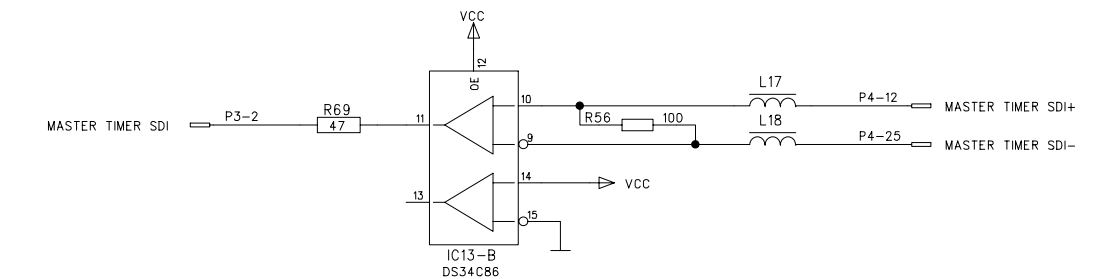 VCC
12
OE
L17
10
P4-12
MASTER TIMER SDI+
P3-2
R69
R56
100
L18
MASTER TIMER SDI
47
11
9
P4-25
MASTER TIMER SDI-
14
VCC
13
15
IC13-B
DS34C86